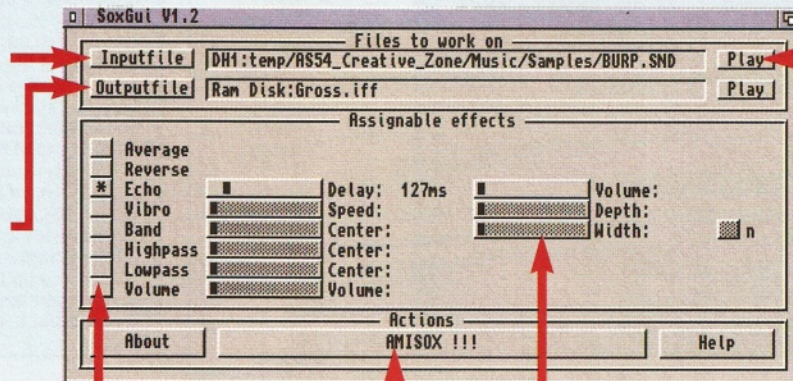 SoxGui V1.2
Files to work on
Inputfile DH1:temp/AS54_Creative_Zone/Music/Samples/BURP.SND Play
Outputfile Ram Disk:Gross.iff Play
Assignable effects
Average
Reverse
* Echo Delay: 127ms Volume:
Vibro Speed: Depth:
Band Center: Width: n
Highpass Center:
Lowpass Center:
Volume Volume:
Actions
About AMISOX !!! Help